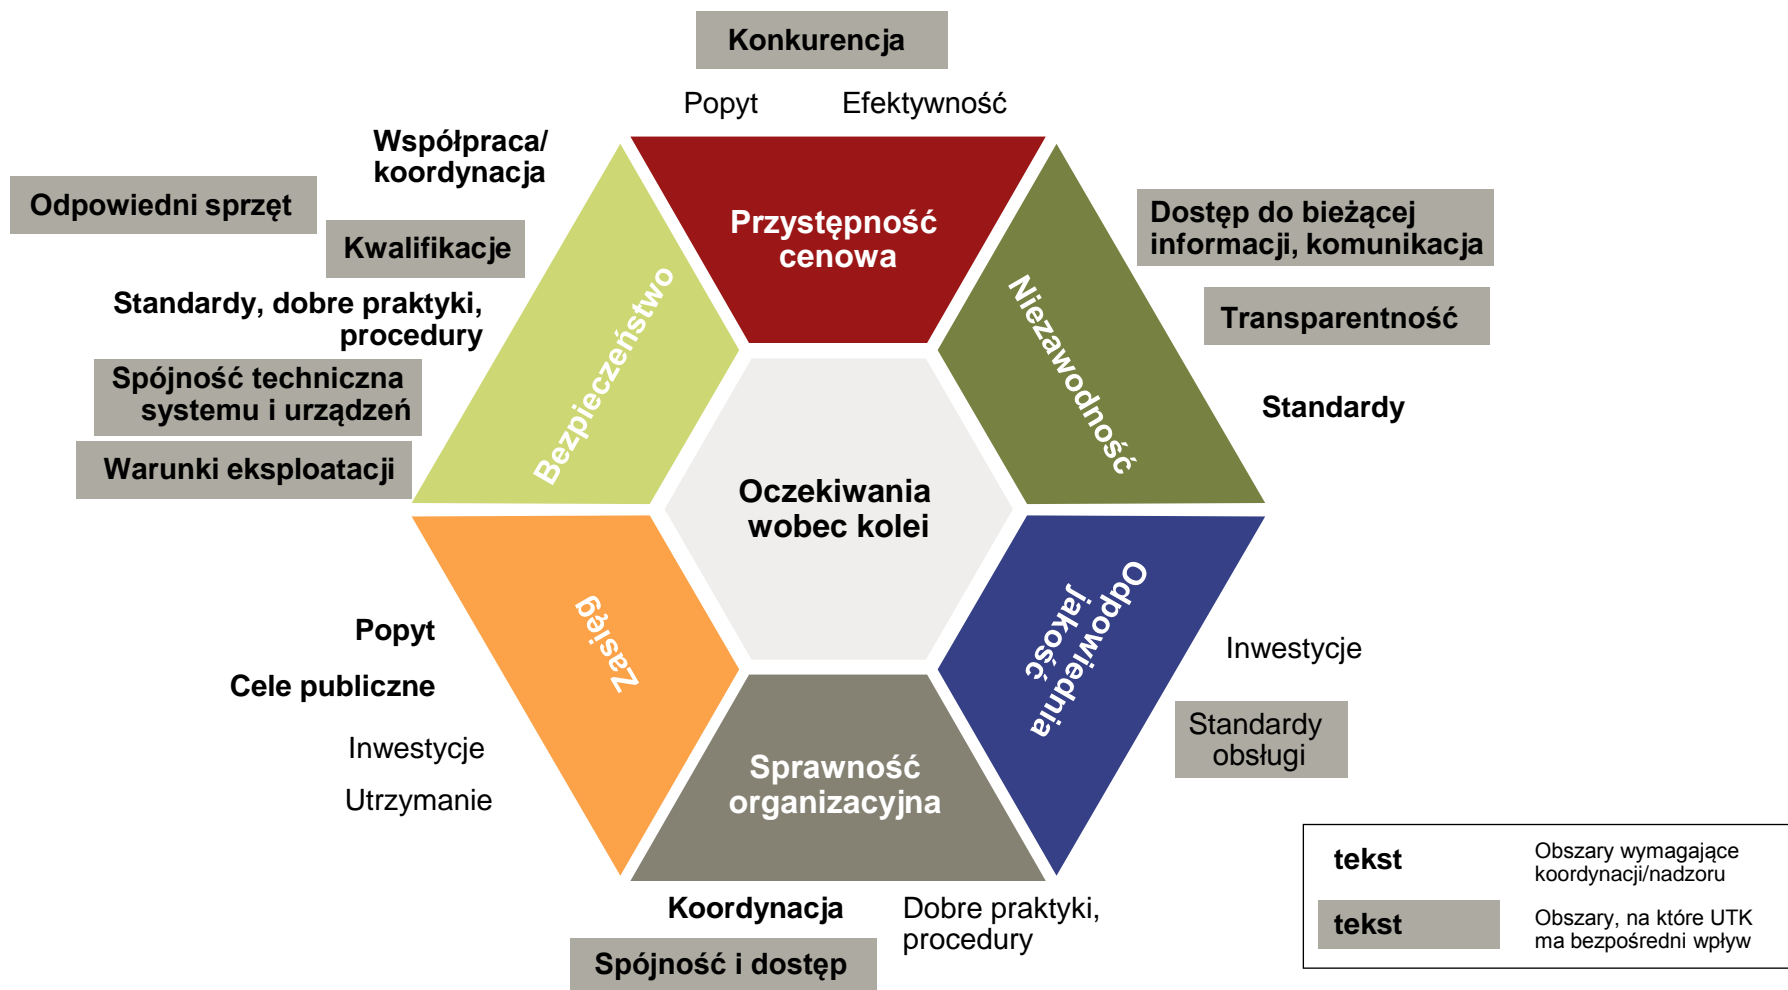 Konkurencja
Popyt
Efektywność
Współpraca/
koordynacja
Odpowiedni sprzęt
Kwalifikacje
Standardy, dobre praktyki,
procedury
Spójność techniczna
systemu i urządzeń
Warunki eksploatacji
Bezpieczeństwo
Przystępność
cenowa
Niezawodność
Dostęp do bieżącej
informacji, komunikacja
Transparentność
Standardy
Oczekiwania
wobec kolei
Zasięg
Popyt
Cele publiczne
Inwestycje
Utrzymanie
Sprawność
organizacyjna
Odpowiednia
jakość
Inwestycje
Standardy
obsługi
Koordynacja
Dobre praktyki,
procedury
Spójność i dostęp
tekst
Obszary wymagające
koordynacji/nadzoru
tekst
Obszary, na które UTK
ma bezpośredni wpływ